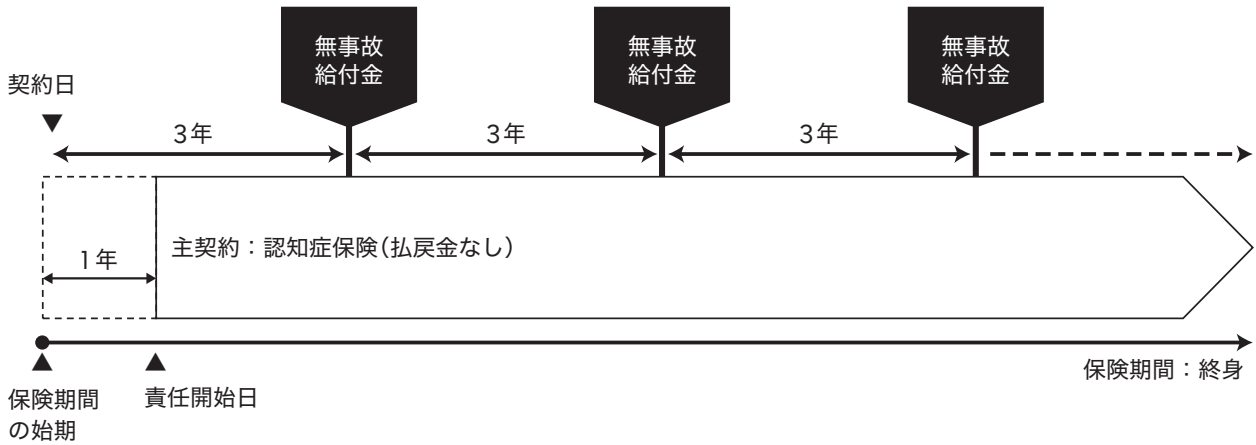 無事故
給付金
無事故
給付金
無事故
給付金
契約日
▼
3年
3年
3年
主契約：認知症保険（払戻金なし）
1年
▲
▲
保険期間：終身
保険期間
の始期
責任開始日